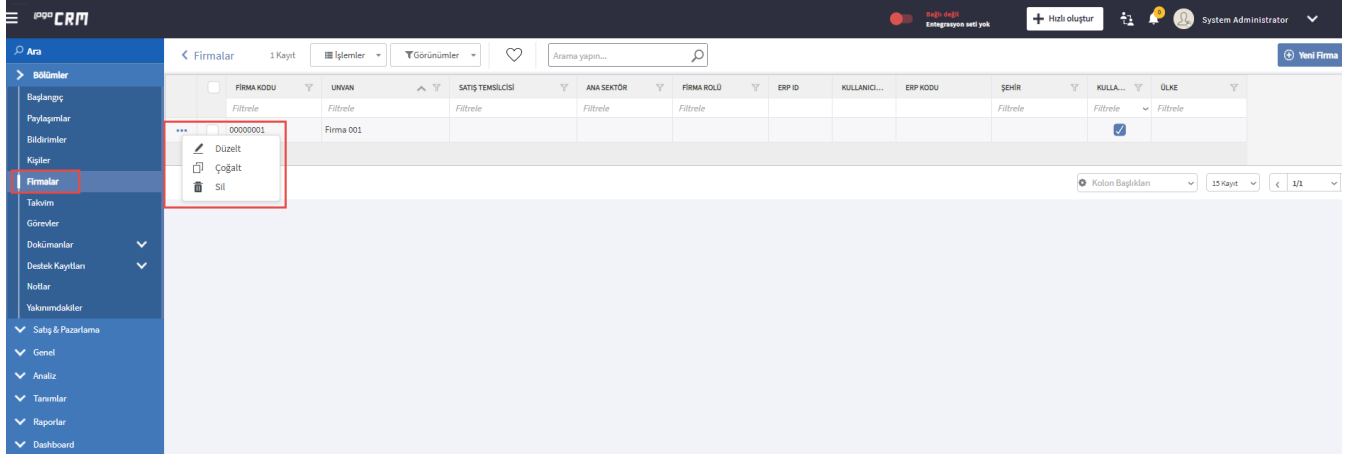 logo CRM
Bağlı değil
Entegrasyon seti yok
+ Hızlı oluştur
System Administrator
Ara
Firmalar
1 Kayıt
İşlemler
Görünümler
Arama yapın...
Yeni Firma
Bölümler
Başlangıç
Paylaşımlar
Bildirimler
Kişiler
Firmalar
Takvim
Görevler
Dokümanlar
Destek Kayıtları
Notlar
Yakınımdakiler
Satış & Pazarlama
Genel
Analiz
Tanımlar
Raporlar
Dashboard
FİRMA KODU UNVAN SATIŞ TEMSİLCİSİ ANA SEKTÖR FİRMA ROLÜ ERP ID KULLANICI... ERP KODU ŞEHİR KULLA... ÜLKE
Filtrele Filtrele Filtrele Filtrele Filtrele Filtrele Filtrele
00000001 Firma 001
Düzelt
Çoğalt
Sil
Kolon Başlıkları 15 Kayıt 1/1